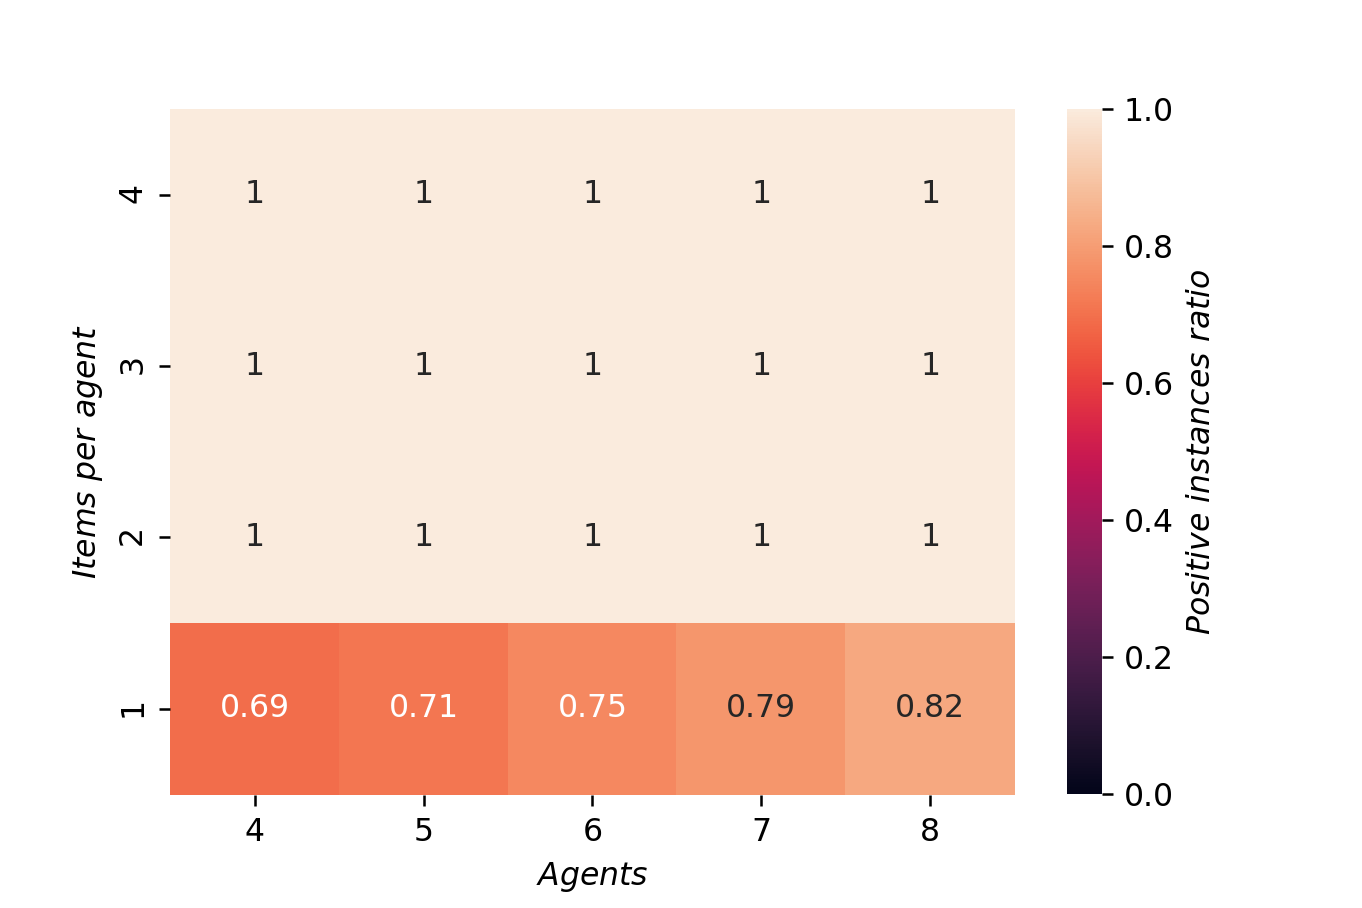 4 1 1 1 1 1
3 1 1 1 1 1
2 1 1 1 1 1
1 0.69 0.71 0.75 0.79 0.82
4 5 6 7 8
Agents
Items per agent
1.0
0.8
0.6
0.4
0.2
0.0
Positive instances ratio